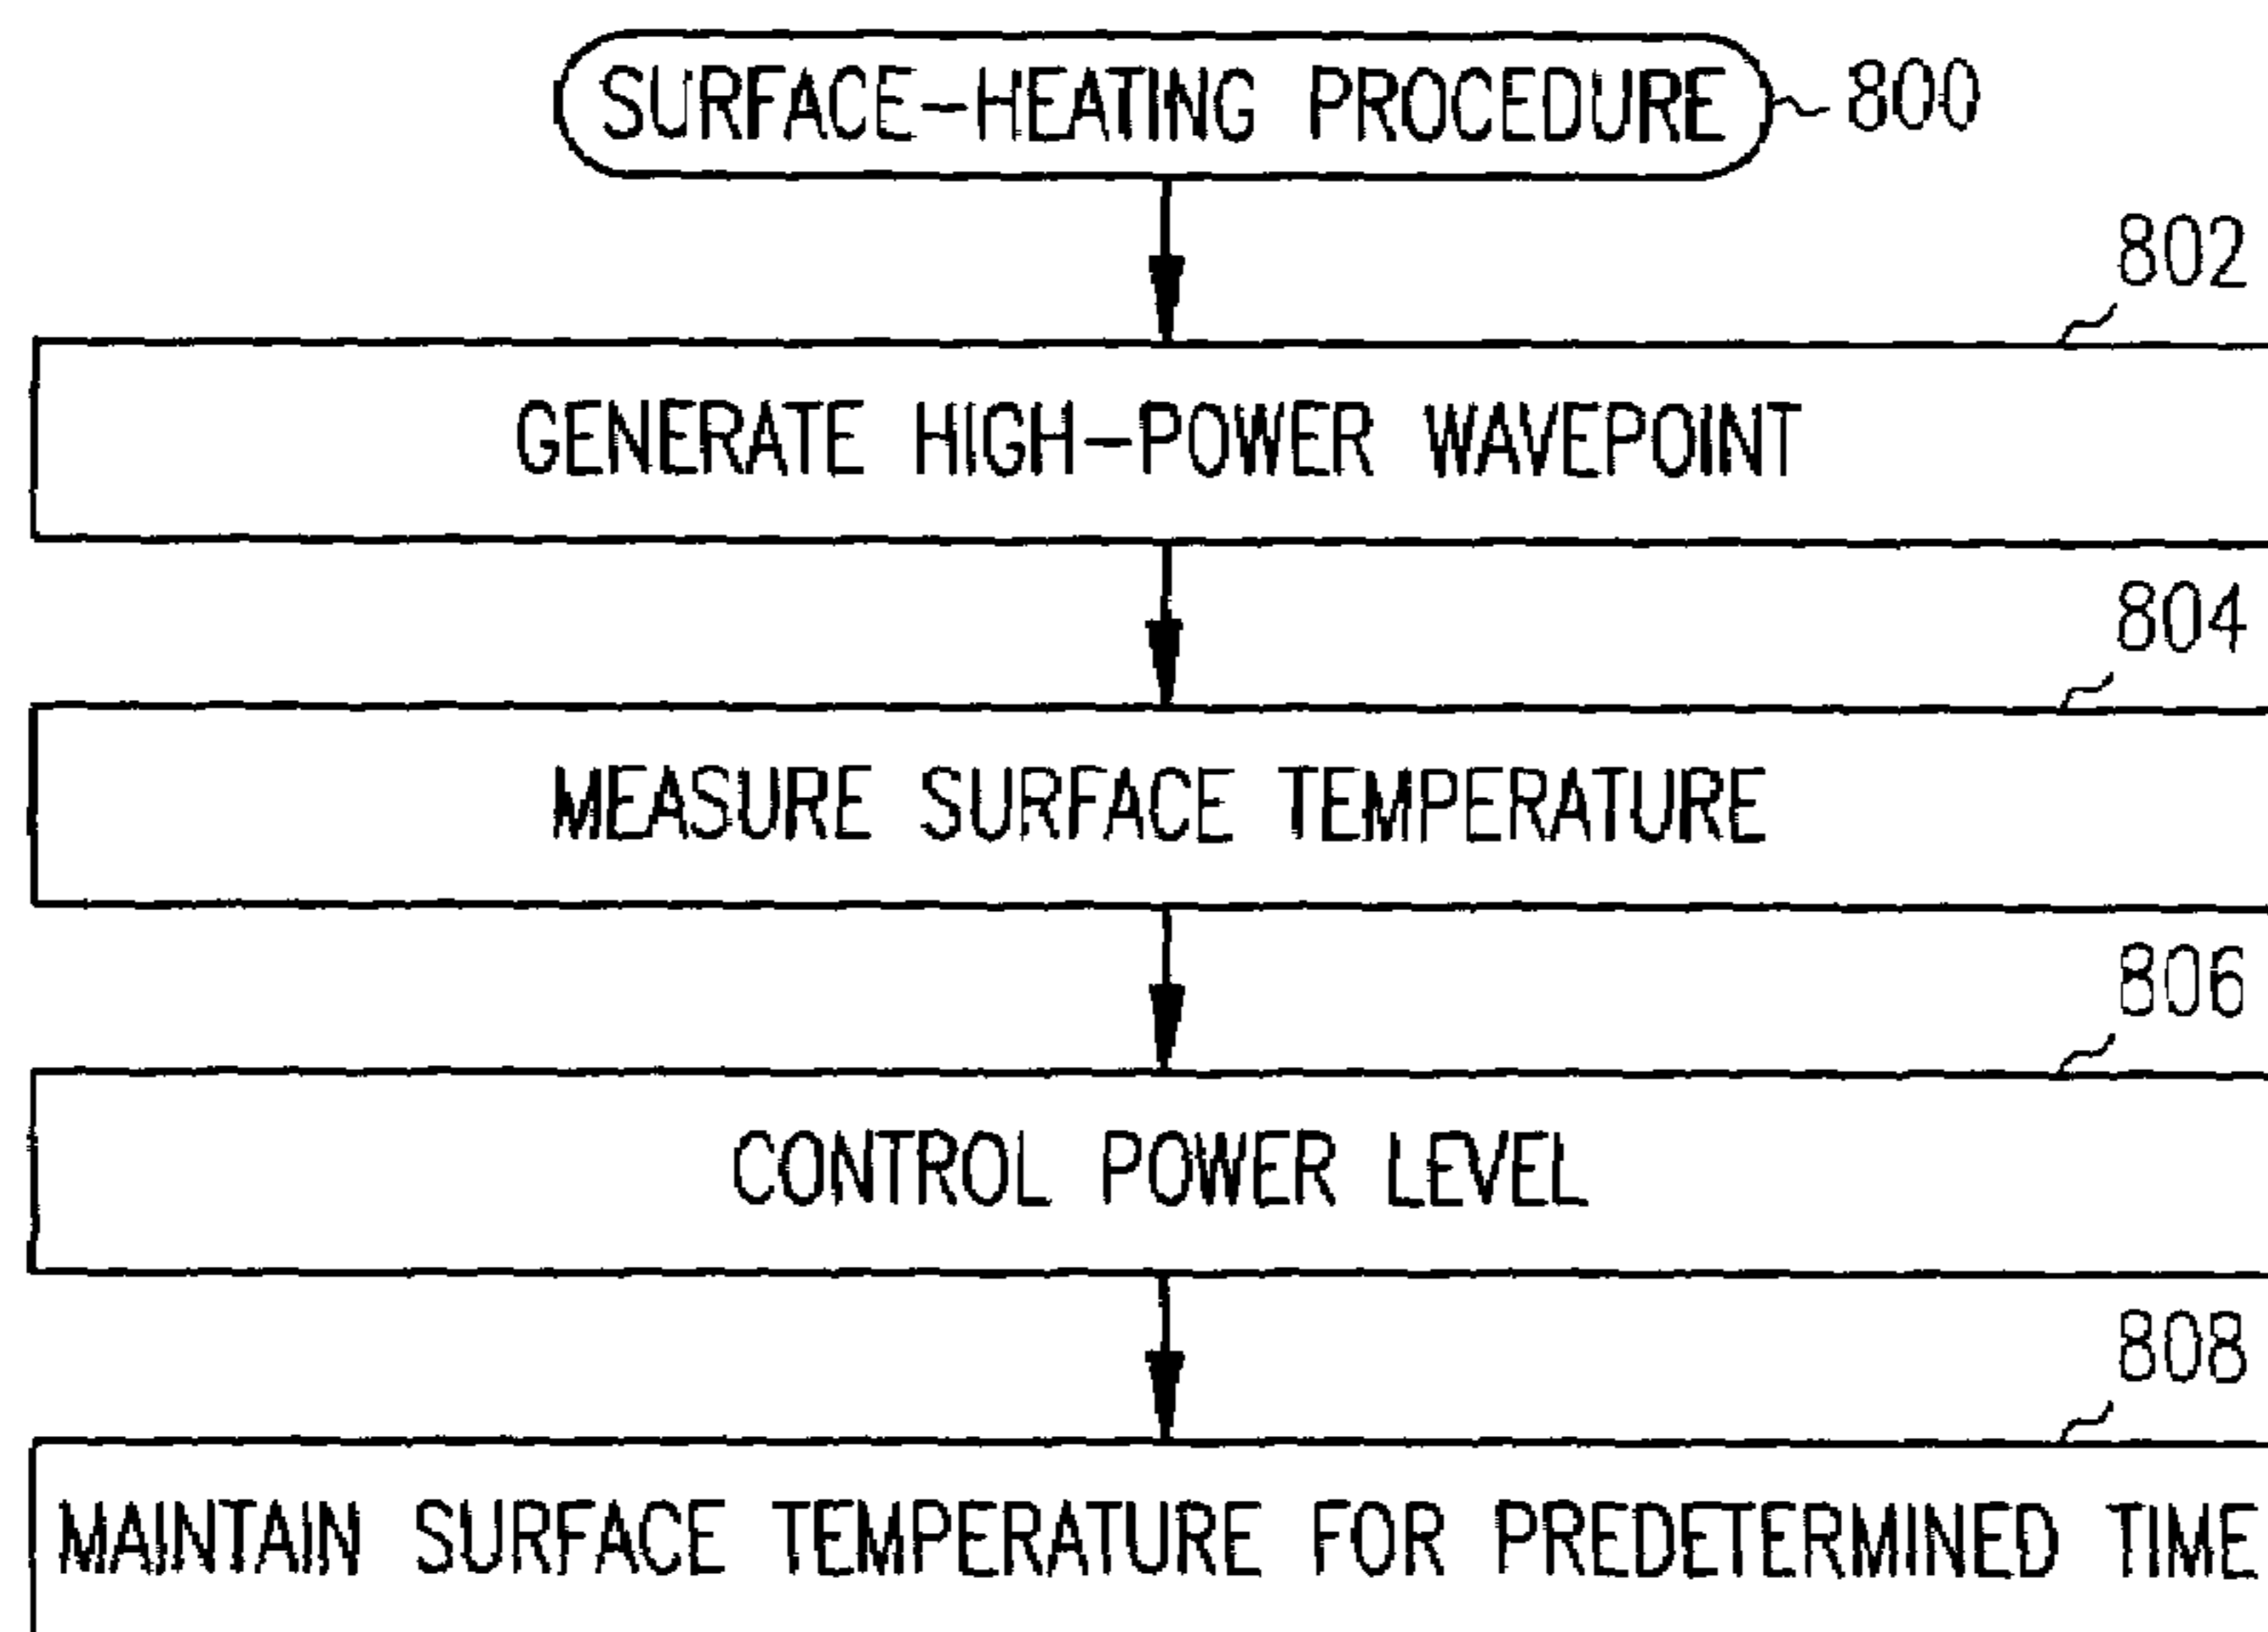 SURFACE-HEATING PROCEDURE 800
802
GENERATE HIGH-POWER WAVEPOINT
804
MEASURE SURFACE TEMPERATURE
806
CONTROL POWER LEVEL
808
MAINTAIN SURFACE TEMPERATURE FOR PREDETERMINED TIME